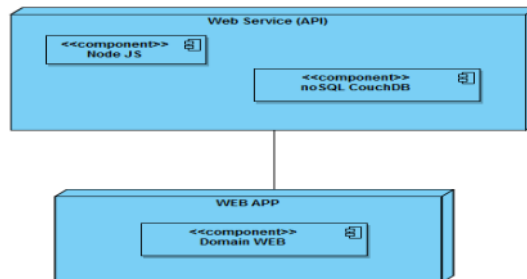 Web Service (API)
<<component>>
Node JS
<<component>>
noSQL CouchDB
WEB APP
<<component>>
Domain WEB